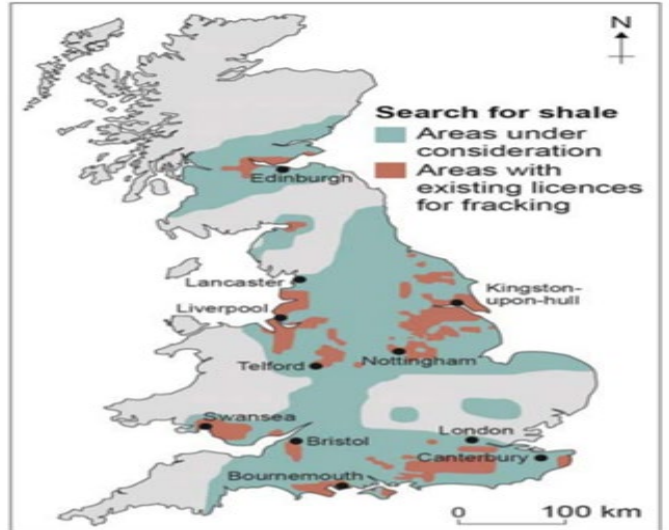 N
Search for shale
Areas under
consideration
Areas with
existing licences
for fracking
Edinburgh
Lancaster
Kingston-
upon-hull
Liverpool
Nottingham
Telford
Swansea
London
Bristol
Canterbury
Bournemouth
0 100 km